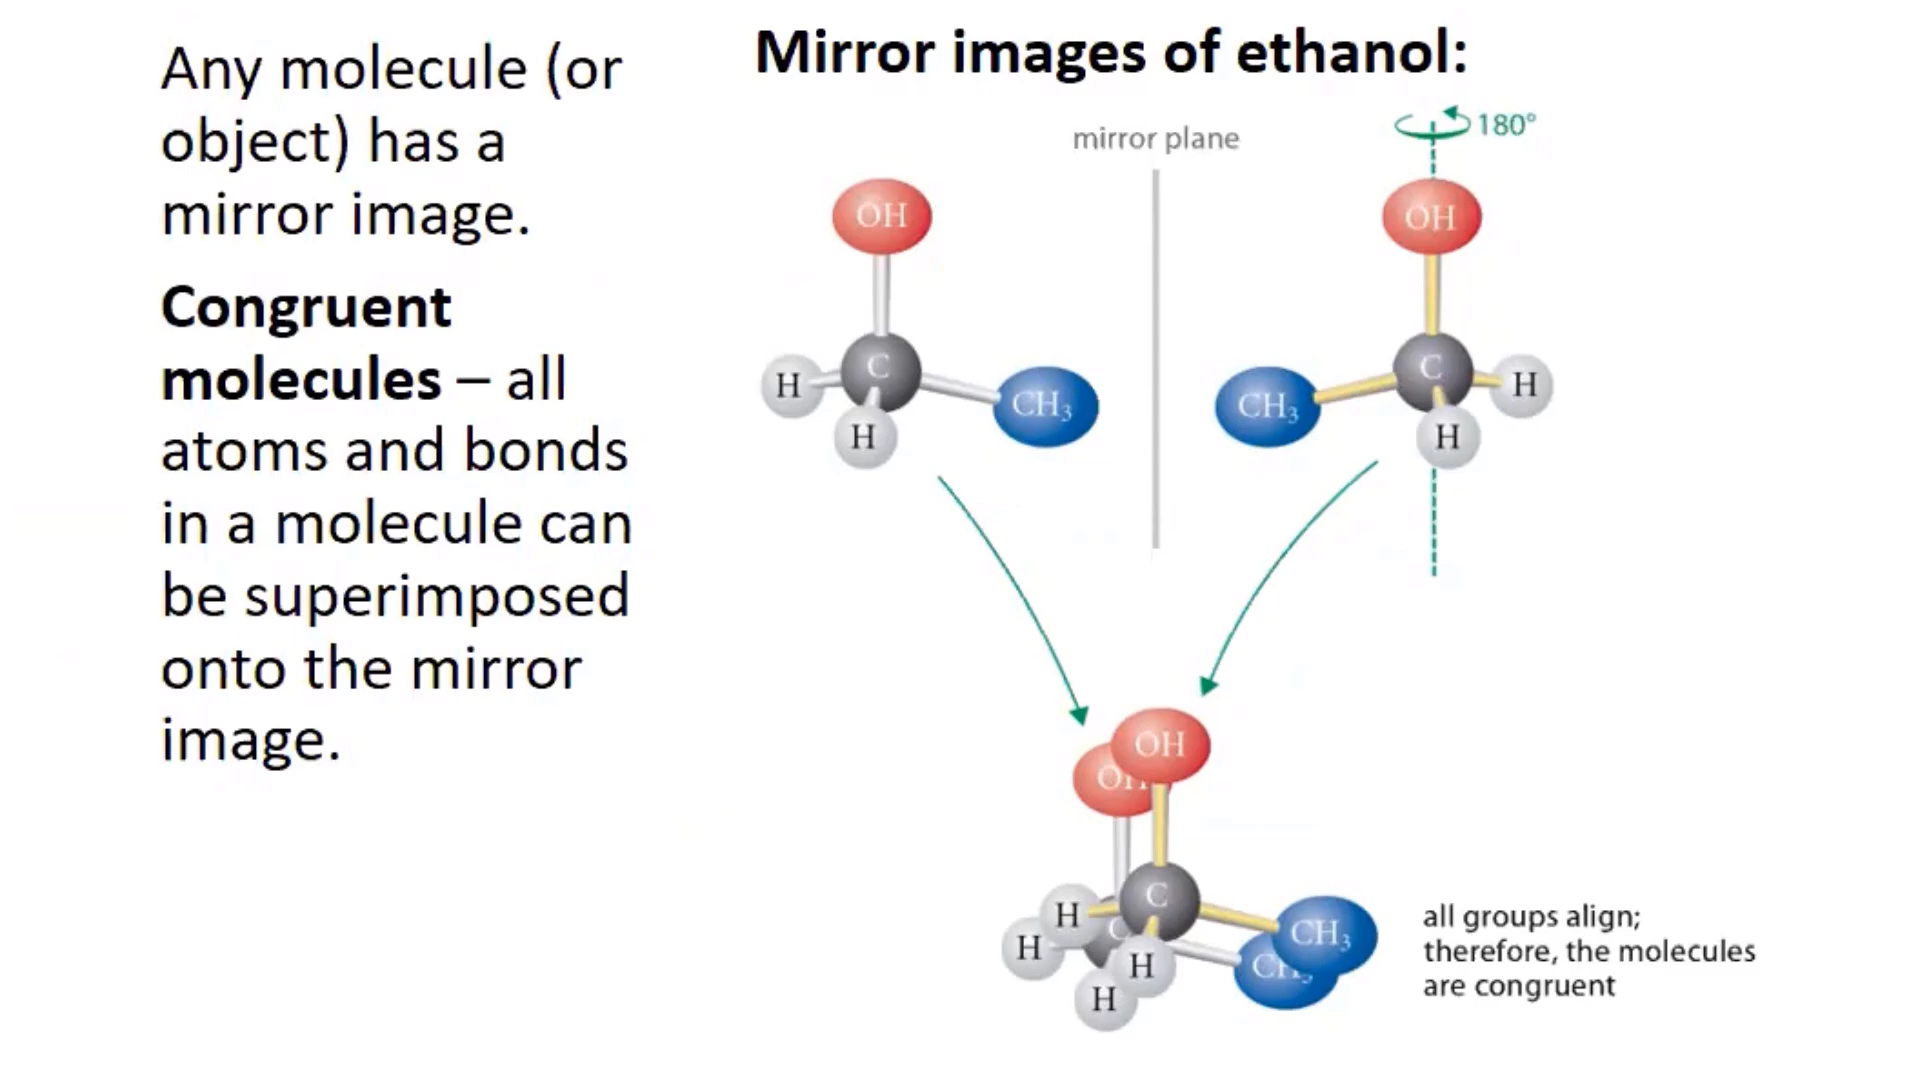 Any molecule (or
object) has a
mirror image.
Congruent
molecules – all
atoms and bonds
in a molecule can
be superimposed
onto the mirror
image.
Mirror images of ethanol:
mirror plane
180°
OH
C
H
H
CH₃
OH
CH₃
C
H
H
OH
OH
C
H
C
H
H
H
CH₃
CH₃
all groups align;
therefore, the molecules
are congruent